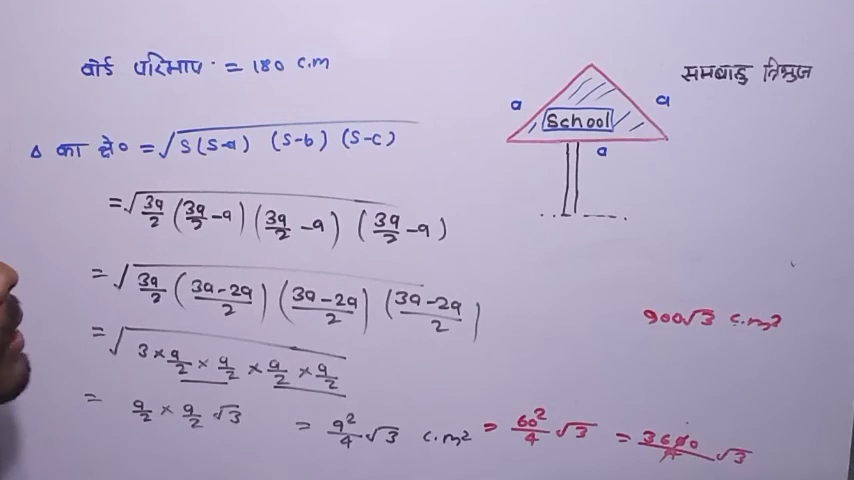 बोर्ड परिमाप = 180 c.m
समबाहु त्रिभुज
a a
School
a
Δ का क्षे० = √S(S-a) (S-b) (S-c)
= √3a/2 (3a/2 - a) (3a/2 - a) (3a/2 - a)
= √3a/2 (3a-2a/2) (3a-2a/2) (3a-2a/2)
900√3 c.m²
= √3 × a/2 × a/2 × a/2 × a/2
= a/2 × a/2 √3 = a²/4 √3 c.m² = 60²/4 √3 = 3600/4 √3